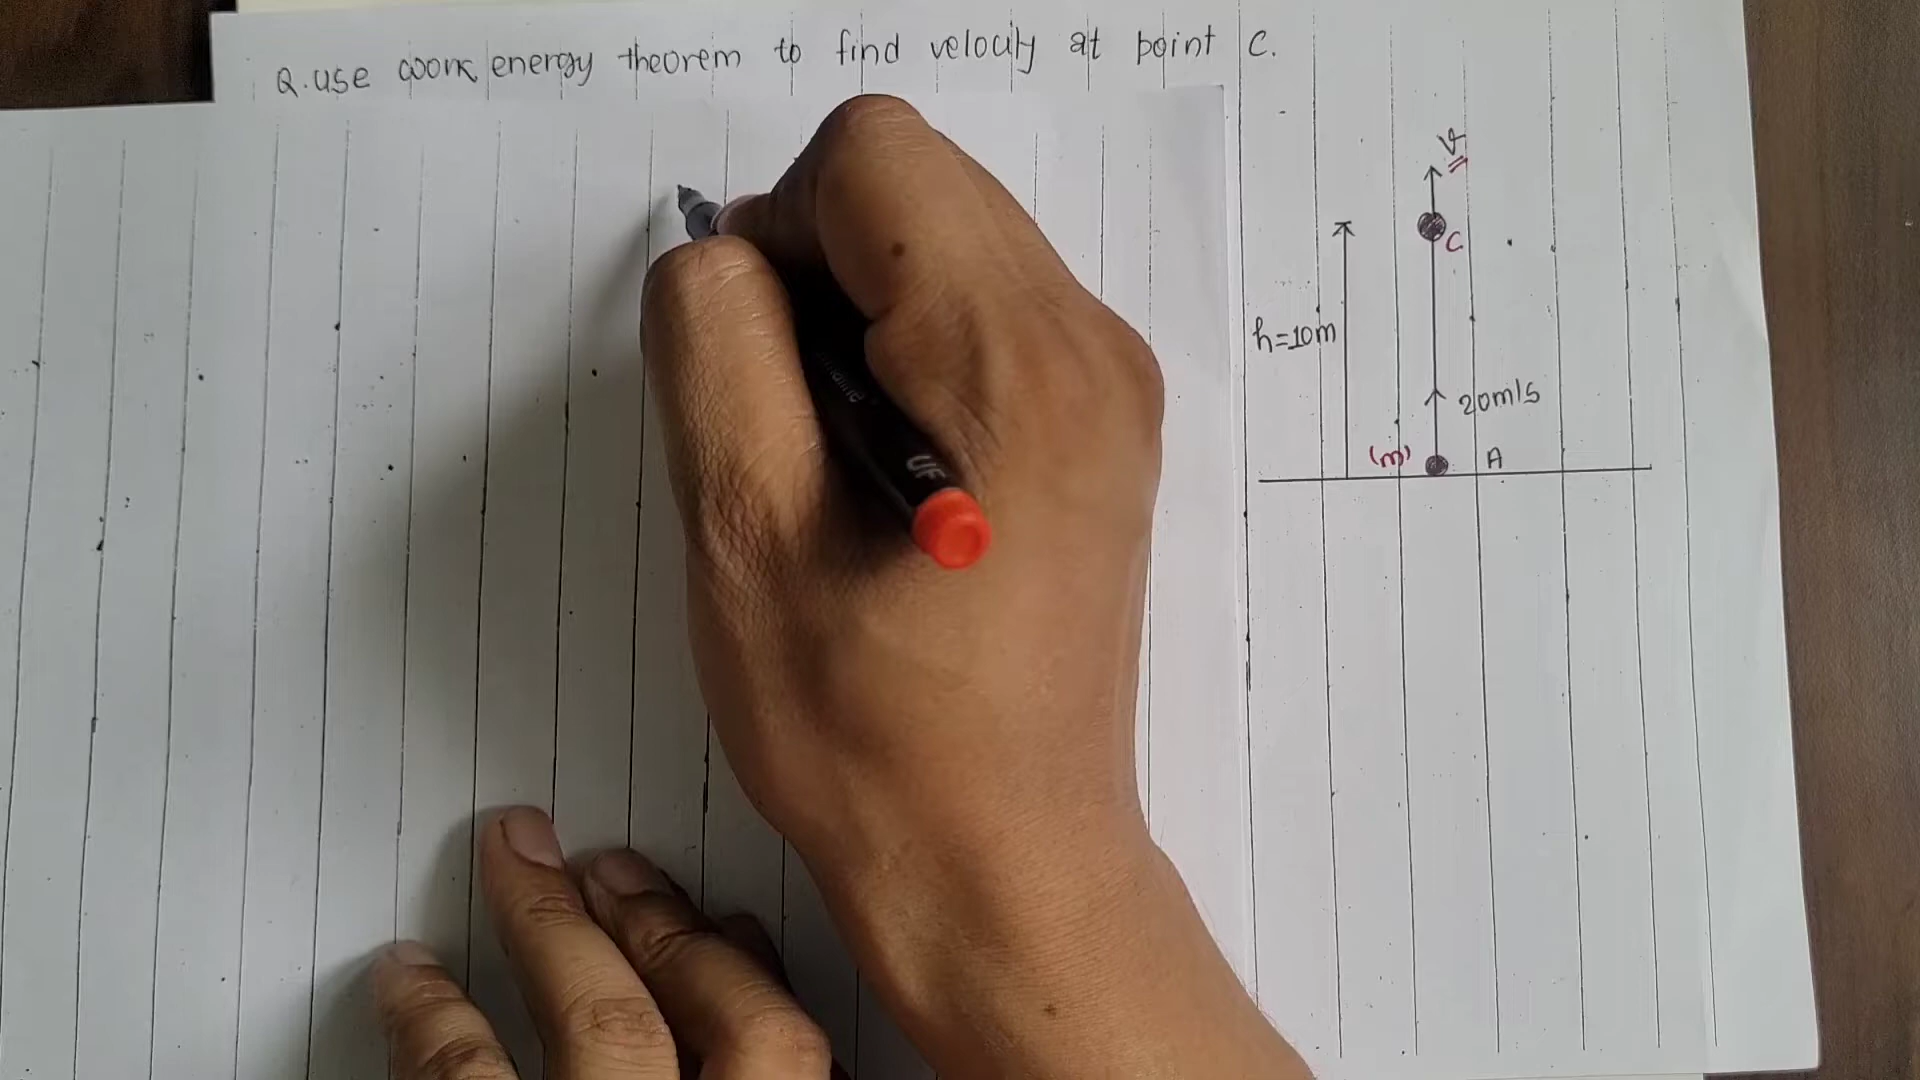 Q. use work energy theorem to find velocity at point C.
v
C
h=10m
20m/s
(m)
A
UF